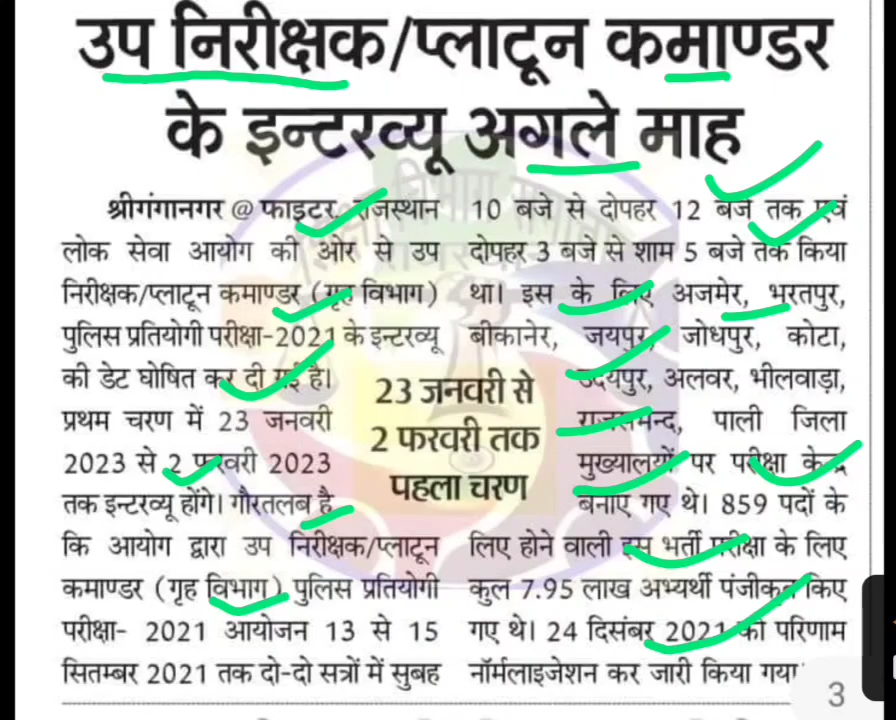 उप निरीक्षक/प्लाटून कमाण्डर
के इन्टरव्यू अगले माह
श्रीगंगानगर @ फाइटर. राजस्थान
लोक सेवा आयोग की ओर से उप
निरीक्षक/प्लाटून कमाण्डर (गृह विभाग)
पुलिस प्रतियोगी परीक्षा-2021 के इन्टरव्यू
की डेट घोषित कर दी गई है।
प्रथम चरण में 23 जनवरी
2023 से 2 फरवरी 2023
तक इन्टरव्यू होंगे। गौरतलब है
कि आयोग द्वारा उप निरीक्षक/प्लाटून
कमाण्डर (गृह विभाग) पुलिस प्रतियोगी
परीक्षा- 2021 आयोजन 13 से 15
सितम्बर 2021 तक दो-दो सत्रों में सुबह
23 जनवरी से
2 फरवरी तक
पहला चरण
10 बजे से दोपहर 12 बजे तक एवं
दोपहर 3 बजे से शाम 5 बजे तक किया
था। इस के लिए अजमेर, भरतपुर,
बीकानेर, जयपुर, जोधपुर, कोटा,
उदयपुर, अलवर, भीलवाड़ा,
राजसमन्द, पाली जिला
मुख्यालयों पर परीक्षा केन्द्र
बनाए गए थे। 859 पदों के
लिए होने वाली इस भर्ती परीक्षा के लिए
कुल 7.95 लाख अभ्यर्थी पंजीकृत किए
गए थे। 24 दिसंबर 2021 को परिणाम
नॉर्मलाइजेशन कर जारी किया गया
3